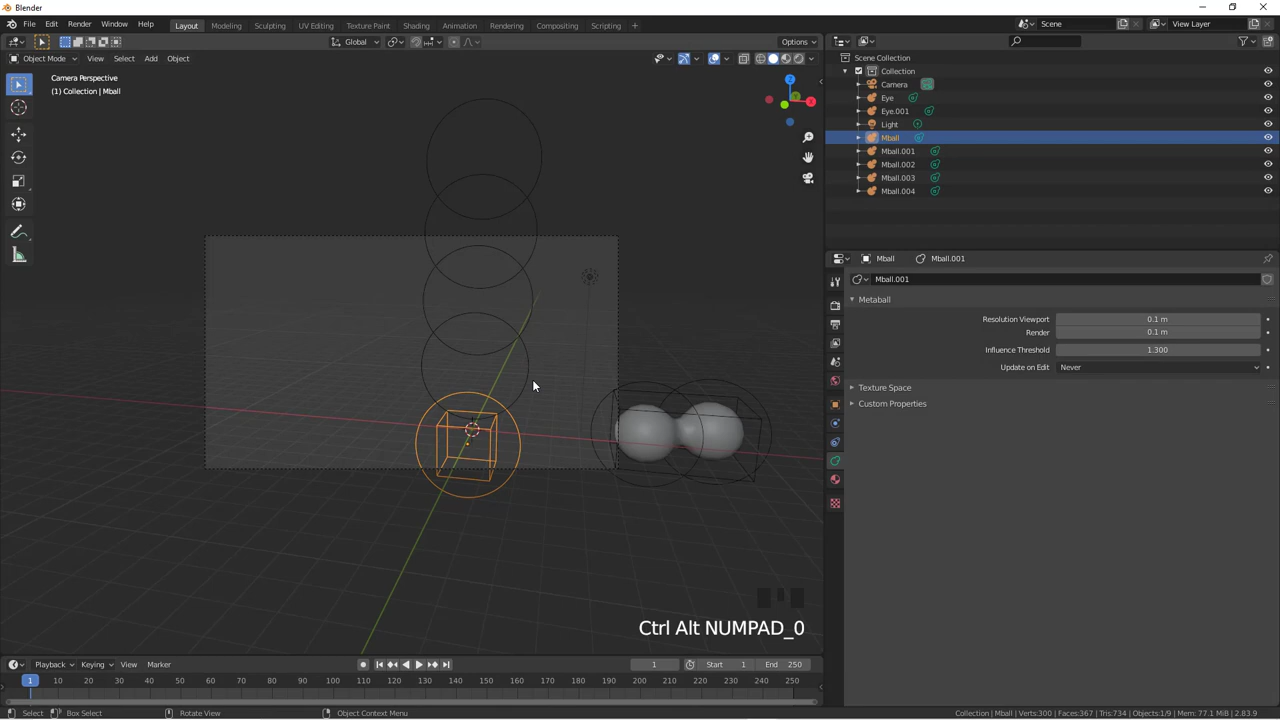 Blender
File Edit Render Window Help
Layout Modeling Sculpting UV Editing Texture Paint Shading Animation Rendering Compositing Scripting +
Scene View Layer
Global Options
Object Mode View Select Add Object
Camera Perspective
(1) Collection | Mball
Z
X
Scene Collection
Collection
Camera
Eye
Eye.001
Light
Mball
Mball.001
Mball.002
Mball.003
Mball.004
Mball Mball.001
Mball.001
Metaball
Resolution Viewport 0.1 m
Render 0.1 m
Influence Threshold 1.300
Update on Edit Never
Texture Space
Custom Properties
Ctrl Alt NUMPAD_0
Playback Keying View Marker 1 Start 1 End 250
1 10 20 30 40 50 60 70 80 90 100 110 120 130 140 150 160 170 180 190 200 210 220 230 240 250
Select Box Select Rotate View Object Context Menu Collection | Mball | Verts:300 | Faces:367 | Tris:734 | Objects:1/9 | Mem: 77.1 MiB | 2.83.9